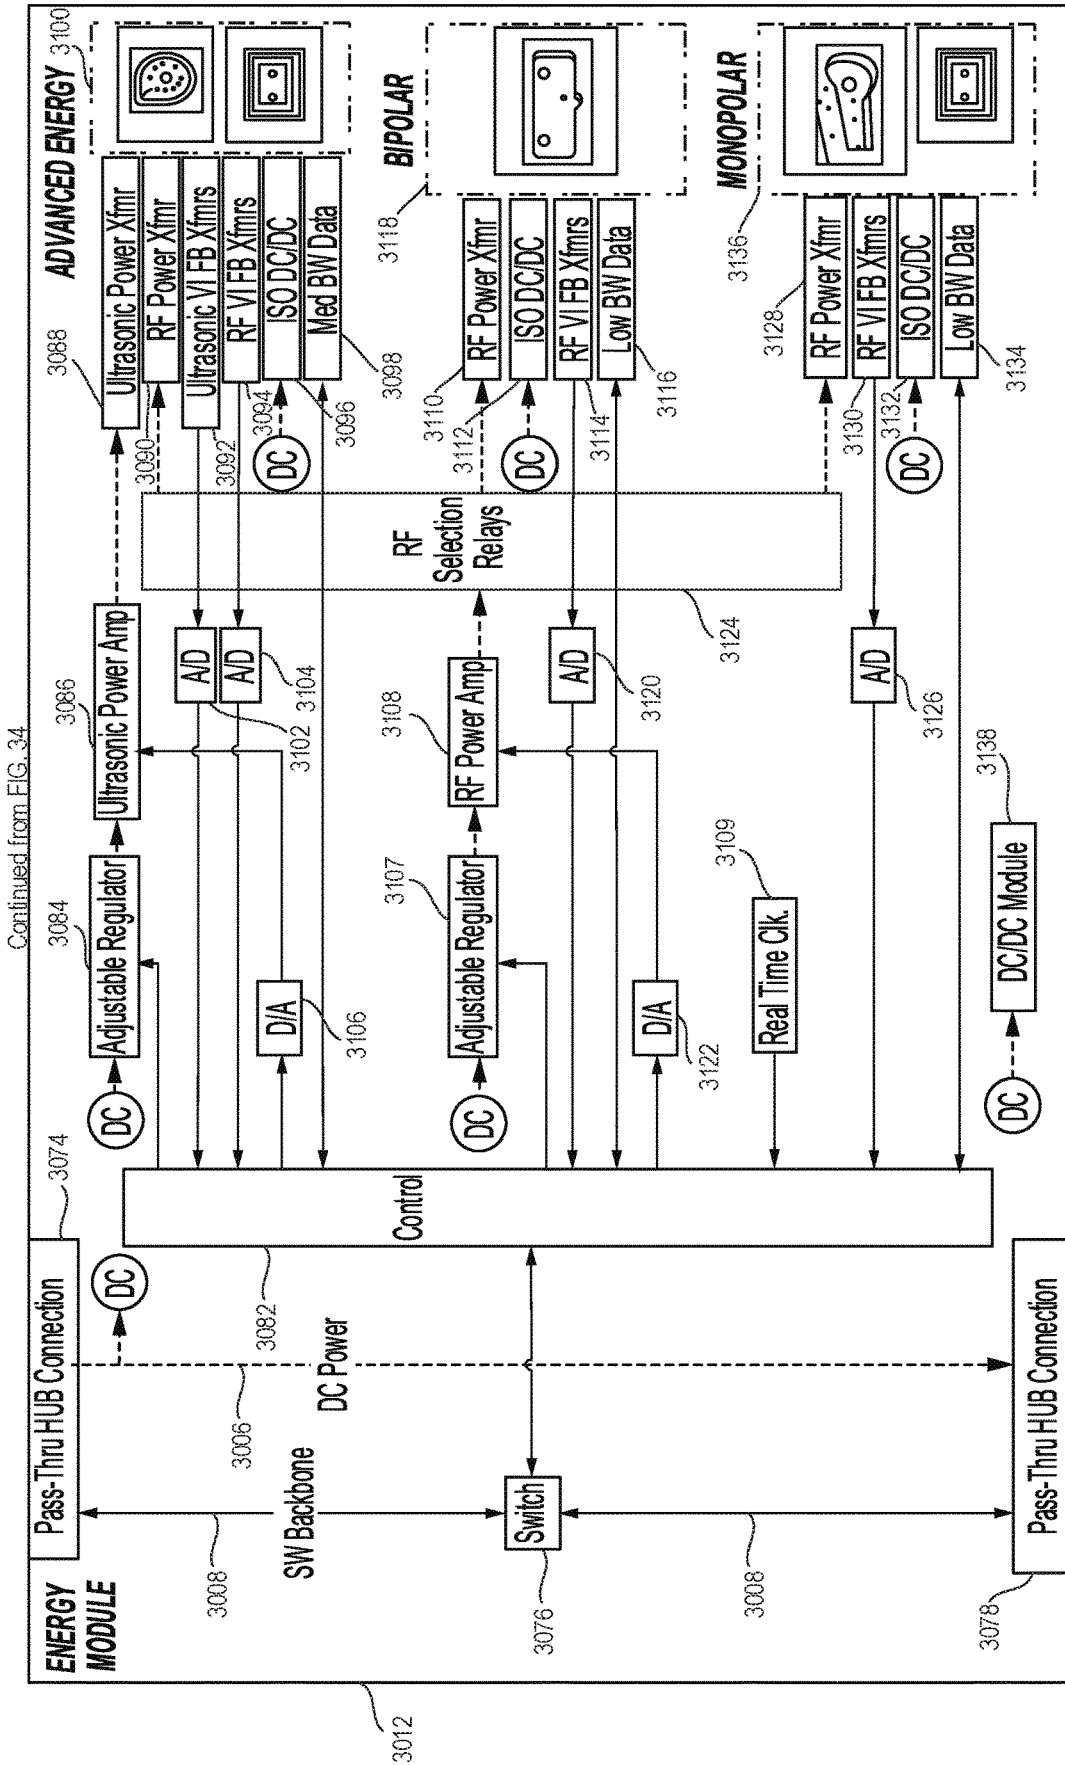 Continued from FIG. 34
ENERGY
MODULE
3012
Pass-Thru HUB Connection
3074
3008
SW Backbone
3006
DC Power
DC
Switch
3076
3008
Pass-Thru HUB Connection
3078
Control
3082
DC
Adjustable Regulator
3084
Ultrasonic Power Amp
3086
D/A
3106
A/D
3102
A/D
3104
DC
Adjustable Regulator
3107
RF Power Amp
3108
D/A
3122
A/D
3120
Real Time Clk.
3109
A/D
3126
DC
DC/DC Module
3138
RF
Selection
Relays
3124
ADVANCED ENERGY
3100
Ultrasonic Power Xfmr
3088
RF Power Xfmr
3090
Ultrasonic VI FB Xfmrs
3092
RF VI FB Xfmrs
3094
ISO DC/DC
3096
DC
Med BW Data
3098
BIPOLAR
3118
RF Power Xfmr
3110
ISO DC/DC
3112
DC
RF VI FB Xfmrs
3114
Low BW Data
3116
MONOPOLAR
3136
RF Power Xfmr
3128
RF VI FB Xfmrs
3130
ISO DC/DC
3132
DC
Low BW Data
3134